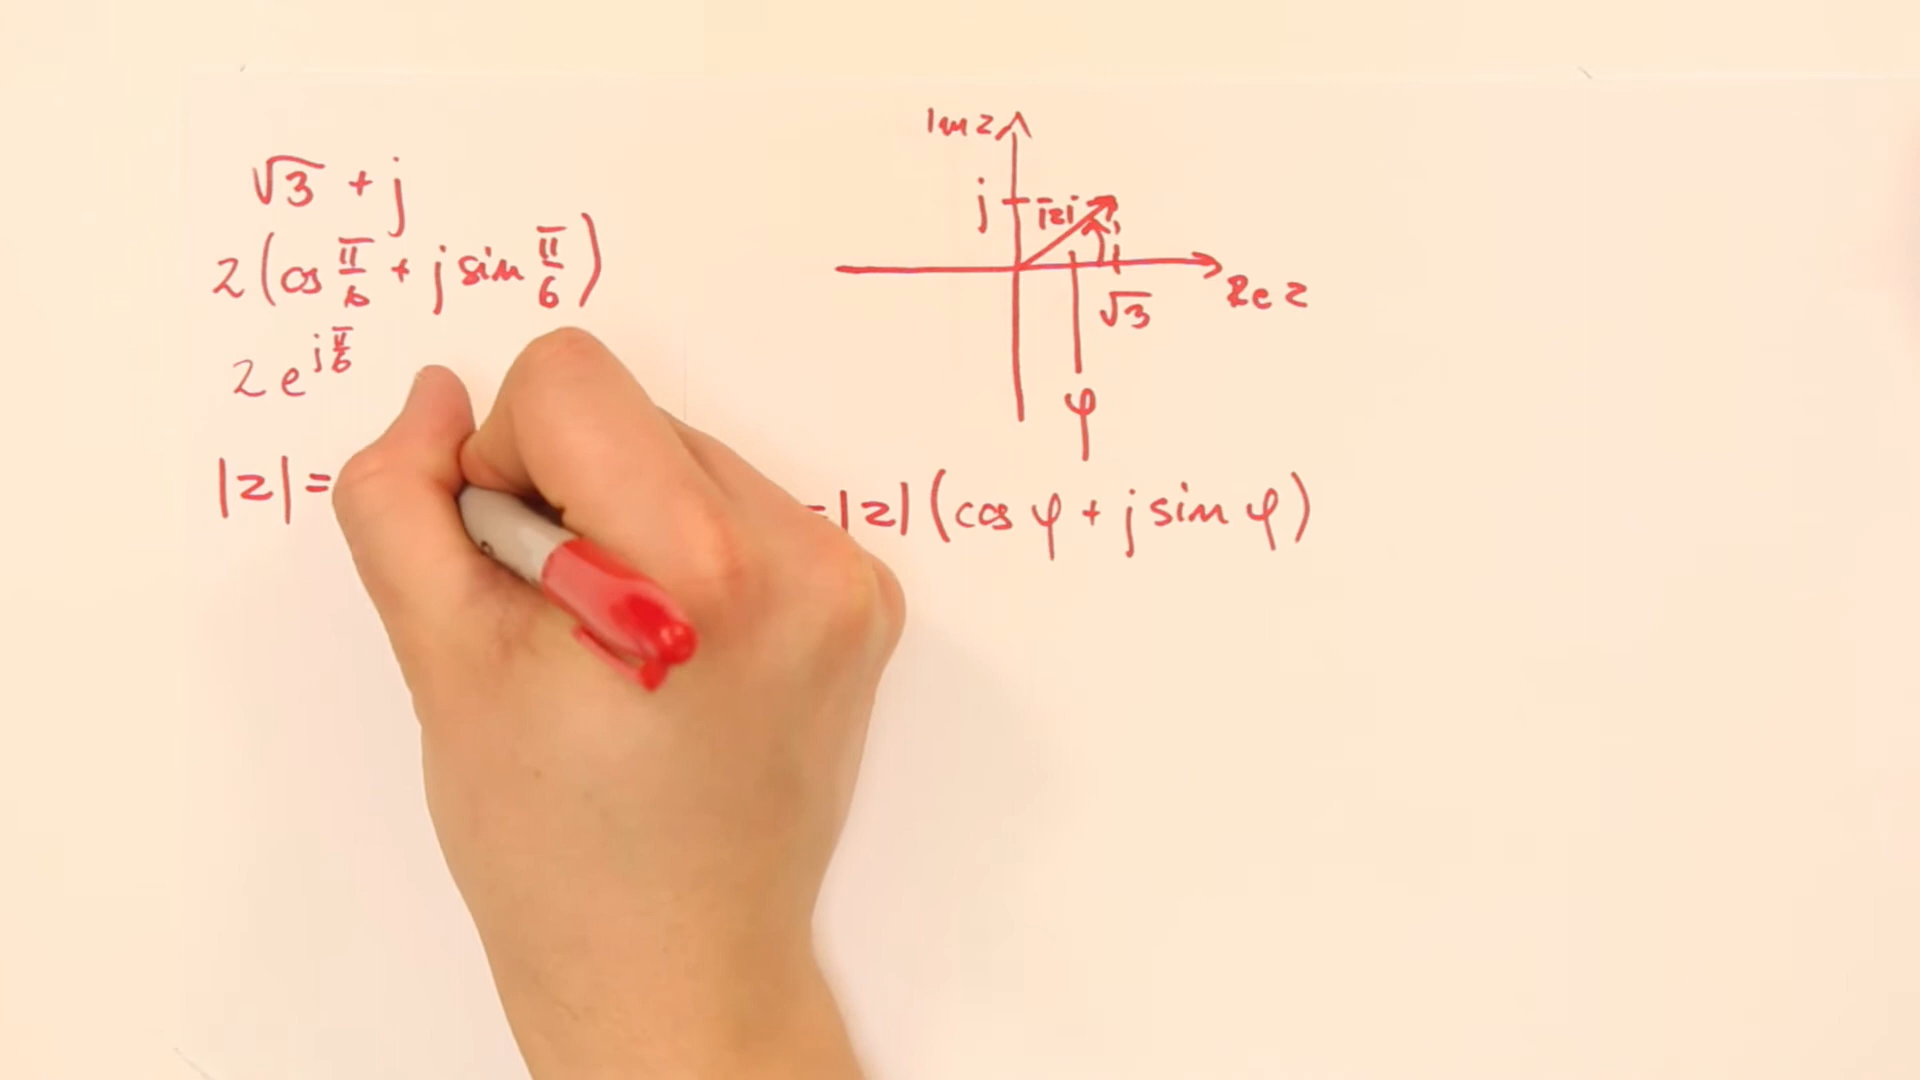 √3 + j
2(cos π/6 + j sin π/6)
2e^(jπ/6)
|z| =
Im z
j
|z|
√3
Re z
φ
=|z| (cos φ + j sin φ)